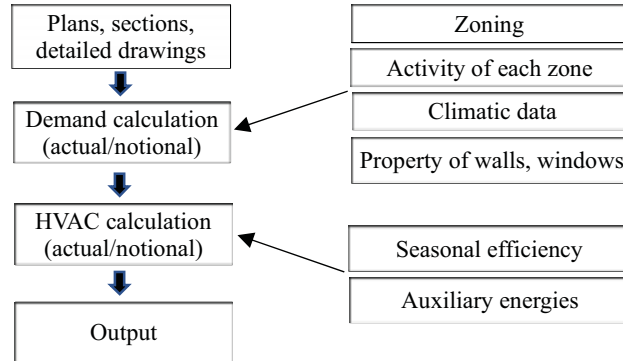 Plans, sections,
detailed drawings
Demand calculation
(actual/notional)
HVAC calculation
(actual/notional)
Output
Zoning
Activity of each zone
Climatic data
Property of walls, windows
Seasonal efficiency
Auxiliary energies